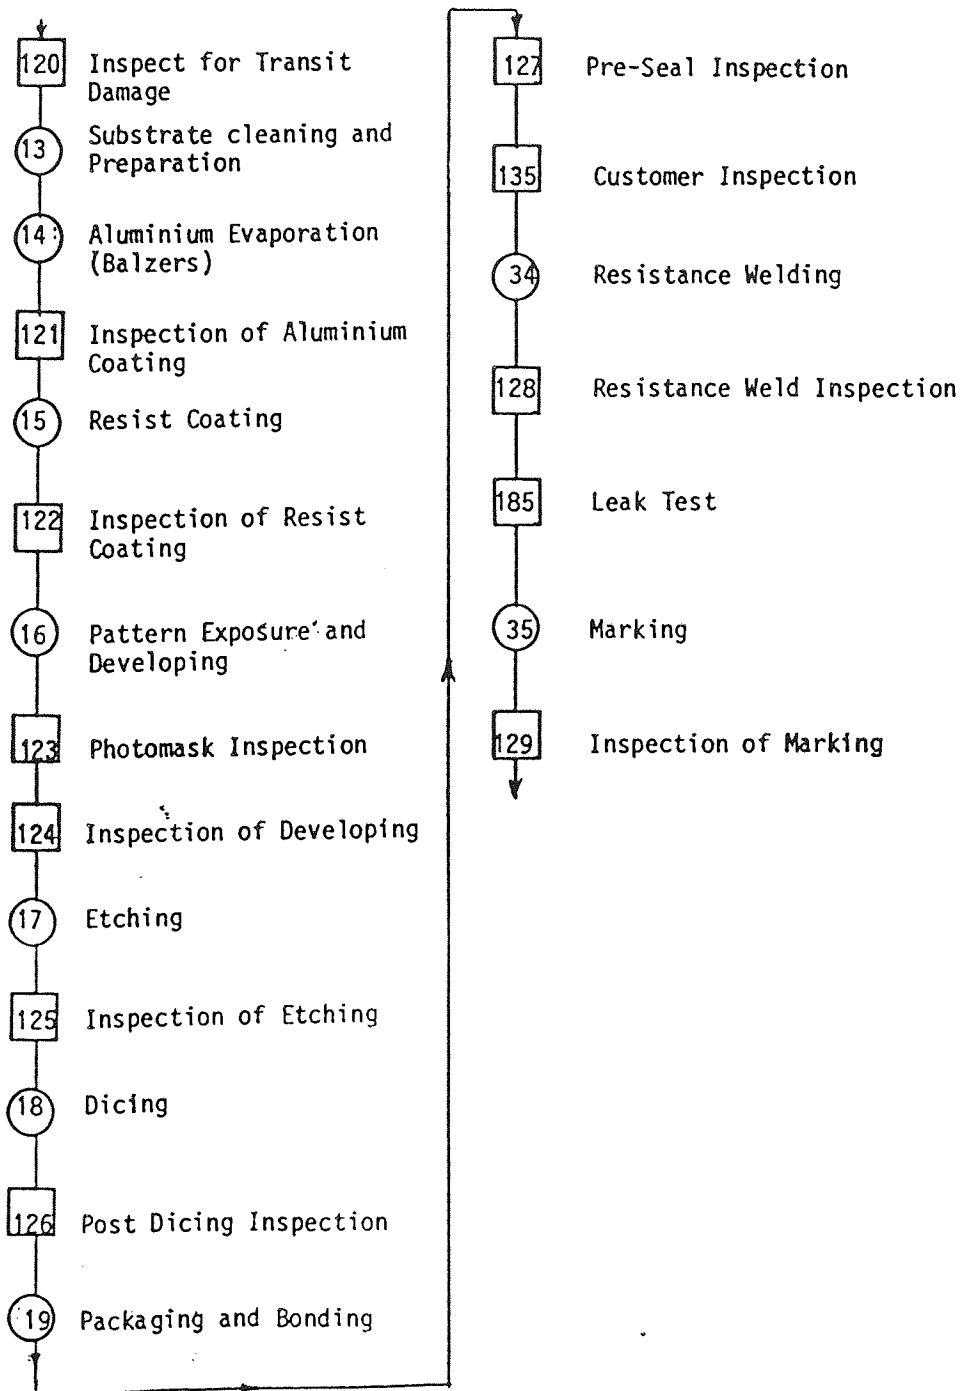 120 Inspect for Transit
Damage
13 Substrate cleaning and
Preparation
14 Aluminium Evaporation
(Balzers)
121 Inspection of Aluminium
Coating
15 Resist Coating
122 Inspection of Resist
Coating
16 Pattern Exposure and
Developing
123 Photomask Inspection
124 Inspection of Developing
17 Etching
125 Inspection of Etching
18 Dicing
126 Post Dicing Inspection
19 Packaging and Bonding
127 Pre-Seal Inspection
135 Customer Inspection
34 Resistance Welding
128 Resistance Weld Inspection
185 Leak Test
35 Marking
129 Inspection of Marking